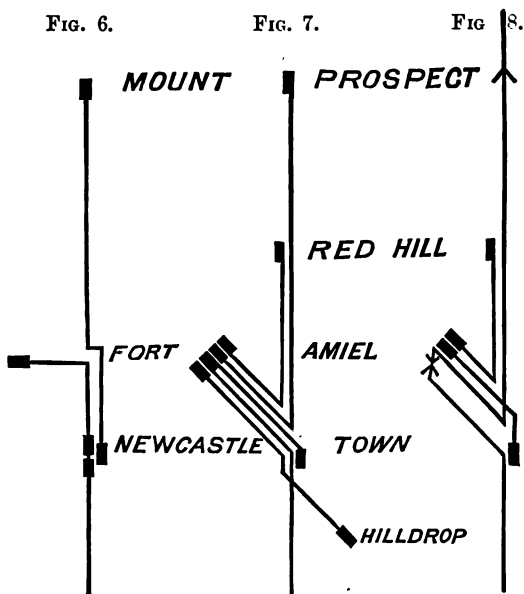 FIG. 6. FIG. 7. FIG 8.
MOUNT PROSPECT
RED HILL
FORT AMIEL
NEWCASTLE TOWN
HILLDROP